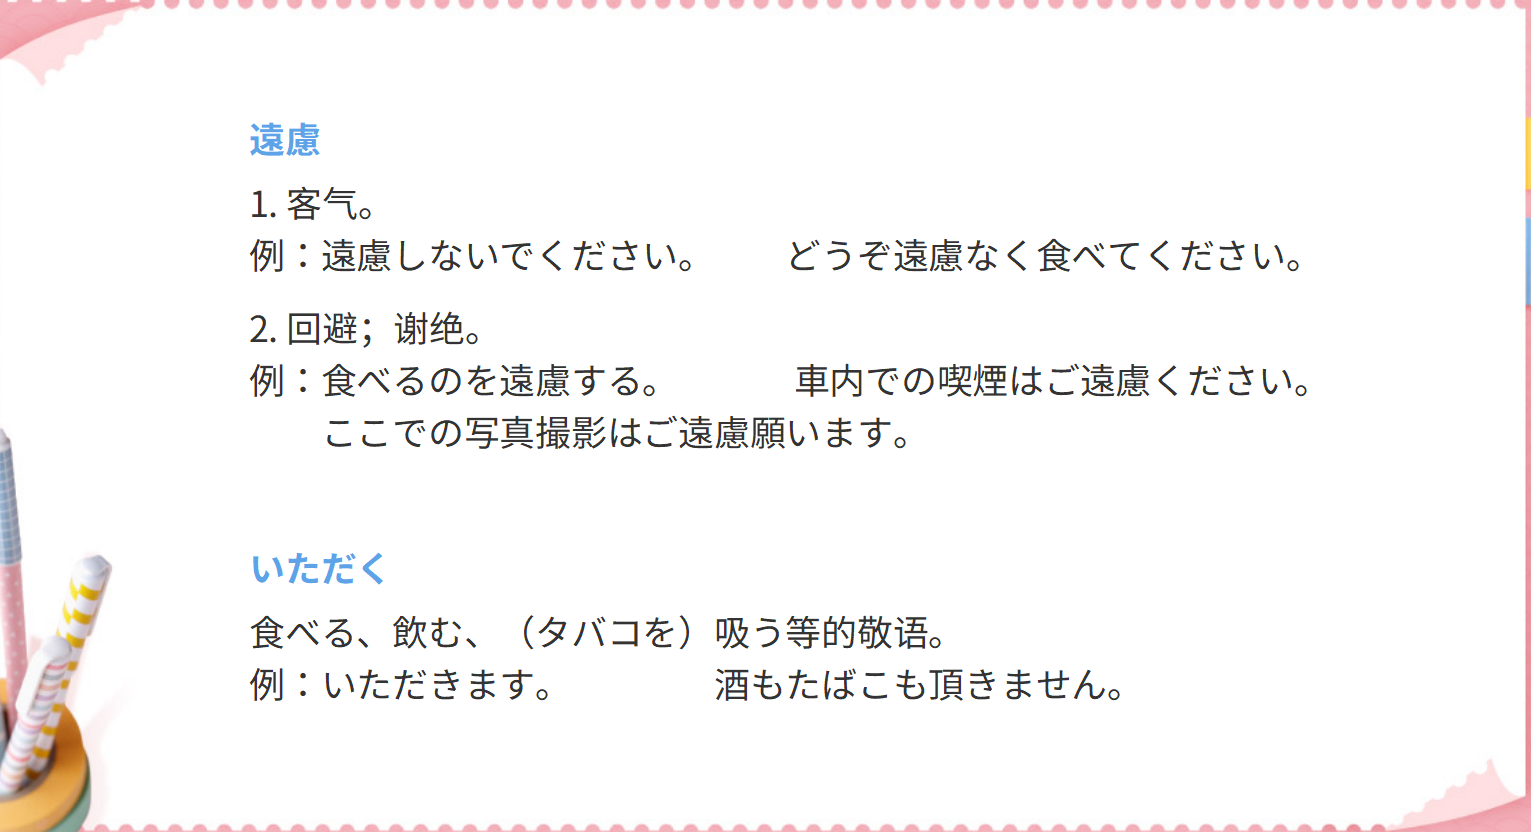 遠慮
1. 客气。
例：遠慮しないでください。　　どうぞ遠慮なく食べてください。
2. 回避；谢绝。
例：食べるのを遠慮する。　　　　車内での喫煙はご遠慮ください。
ここでの写真撮影はご遠慮願います。
いただく
食べる、飲む、（タバコを）吸う等的敬语。
例：いただきます。　　　　酒もたばこも頂きません。